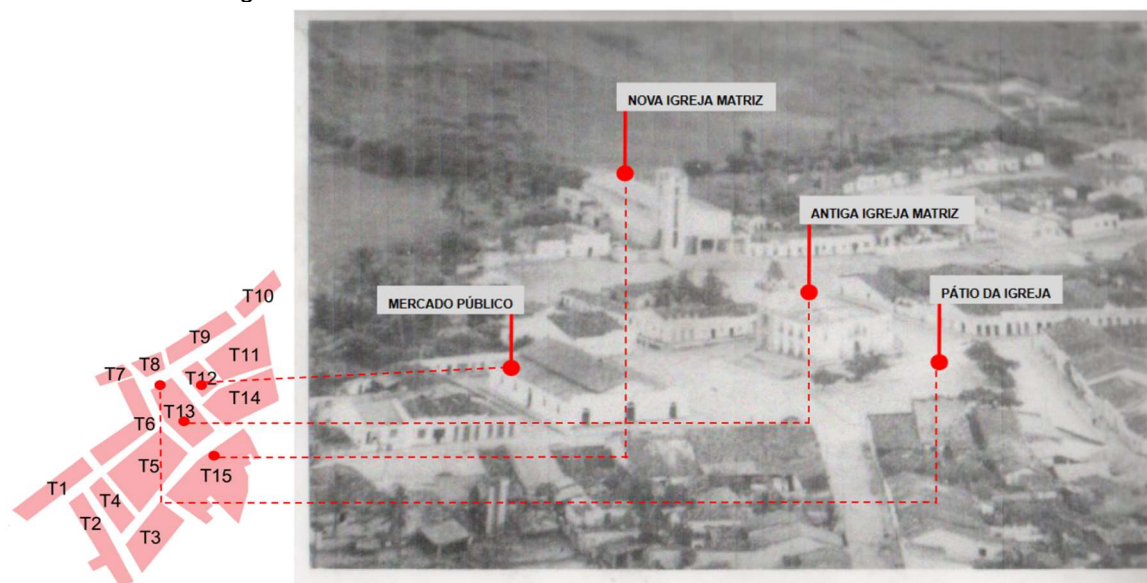 NOVA IGREJA MATRIZ
ANTIGA IGREJA MATRIZ
MERCADO PÚBLICO
PÁTIO DA IGREJA
T10
T9
T8
T11
T7
T12
T14
T13
T6
T5
T15
T1
T4
T2
T3